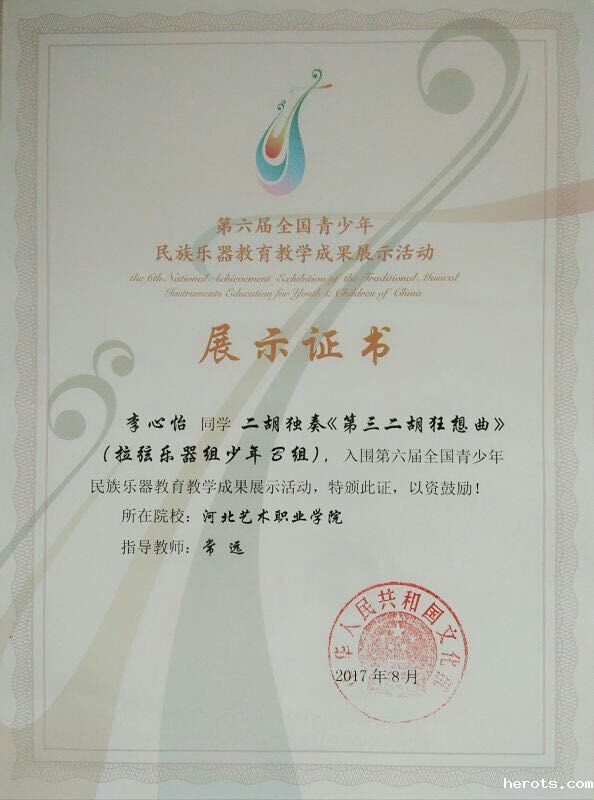 第六届全国青少年
民族乐器教育教学成果展示活动
the 6th National Achievement Exhibition of the Traditional Musical
Instruments Education for Youth & Children of China
展示证书
李心怡 同学 二胡独奏《第三二胡狂想曲》
（拉弦乐器组少年B组），入围第六届全国青少年
民族乐器教育教学成果展示活动，特颁此证，以资鼓励！
所在院校：河北艺术职业学院
指导教师：常远
中华人民共和国文化部
2017年8月
herots.com